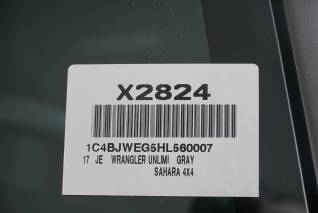 X2824
1C4BJWEG5HL560007
17 JE WRANGLER UNLIMI GRAY
SAHARA 4X4